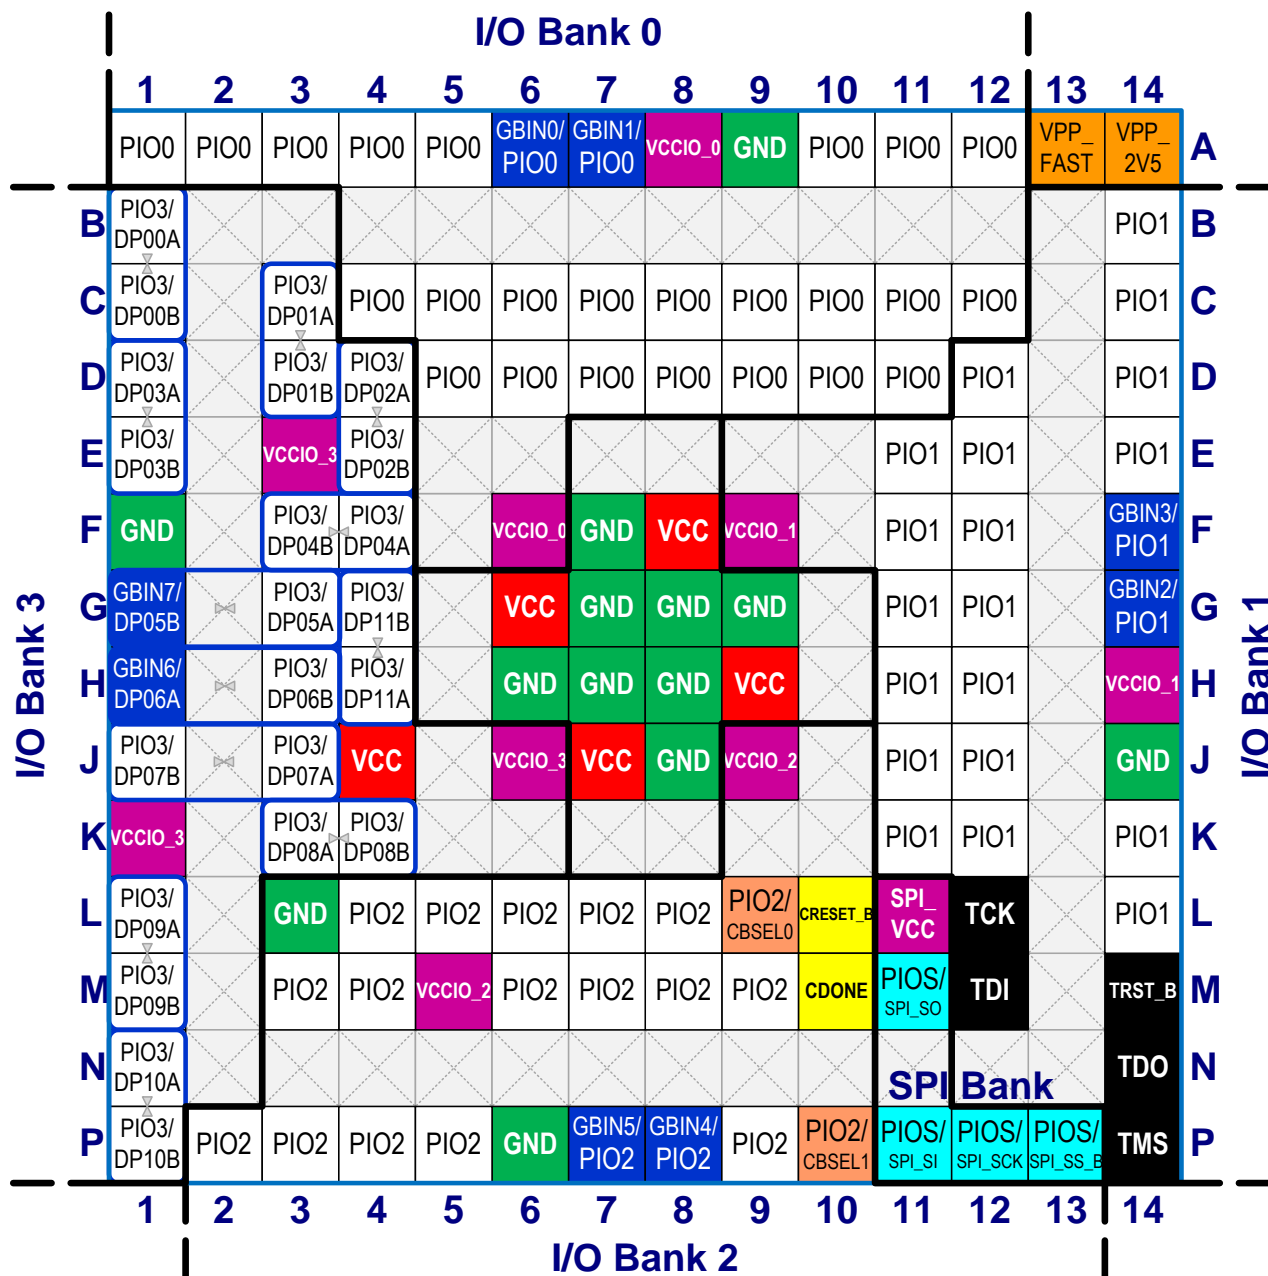 I/O Bank 0
1 2 3 4 5 6 7 8 9 10 11 12 13 14
PIO0 PIO0 PIO0 PIO0 PIO0 GBIN0/ PIO0 GBIN1/ PIO0 VCCIO_0 GND PIO0 PIO0 PIO0 VPP_ FAST VPP_ 2V5 A
B PIO3/ DP00A PIO1 B
C PIO3/ DP00B PIO3/ DP01A PIO0 PIO0 PIO0 PIO0 PIO0 PIO0 PIO0 PIO0 PIO0 PIO1 C
D PIO3/ DP03A PIO3/ DP01B PIO3/ DP02A PIO0 PIO0 PIO0 PIO0 PIO0 PIO0 PIO0 PIO1 PIO1 D
E PIO3/ DP03B VCCIO_3 PIO3/ DP02B PIO1 PIO1 PIO1 E
F GND PIO3/ DP04B PIO3/ DP04A VCCIO_0 GND VCC VCCIO_1 PIO1 PIO1 GBIN3/ PIO1 F
G GBIN7/ DP05B PIO3/ DP05A PIO3/ DP11B VCC GND GND GND PIO1 PIO1 GBIN2/ PIO1 G
H GBIN6/ DP06A PIO3/ DP06B PIO3/ DP11A GND GND GND VCC PIO1 PIO1 VCCIO_1 H
J PIO3/ DP07B PIO3/ DP07A VCC VCCIO_3 VCC GND VCCIO_2 PIO1 PIO1 GND J
K VCCIO_3 PIO3/ DP08A PIO3/ DP08B PIO1 PIO1 PIO1 K
L PIO3/ DP09A GND PIO2 PIO2 PIO2 PIO2 PIO2 PIO2/ CBSEL0 CRESET_B SPI_ VCC TCK PIO1 L
M PIO3/ DP09B PIO2 PIO2 VCCIO_2 PIO2 PIO2 PIO2 PIO2 CDONE PIOS/ SPI_SO TDI TRST_B M
N PIO3/ DP10A SPI Bank TDO N
P PIO3/ DP10B PIO2 PIO2 PIO2 PIO2 GND GBIN5/ PIO2 GBIN4/ PIO2 PIO2 PIO2/ CBSEL1 PIOS/ SPI_SI PIOS/ SPI_SCK PIOS/ SPI_SS_B TMS P
1 2 3 4 5 6 7 8 9 10 11 12 13 14
I/O Bank 2
I/O Bank 3
I/O Bank 1